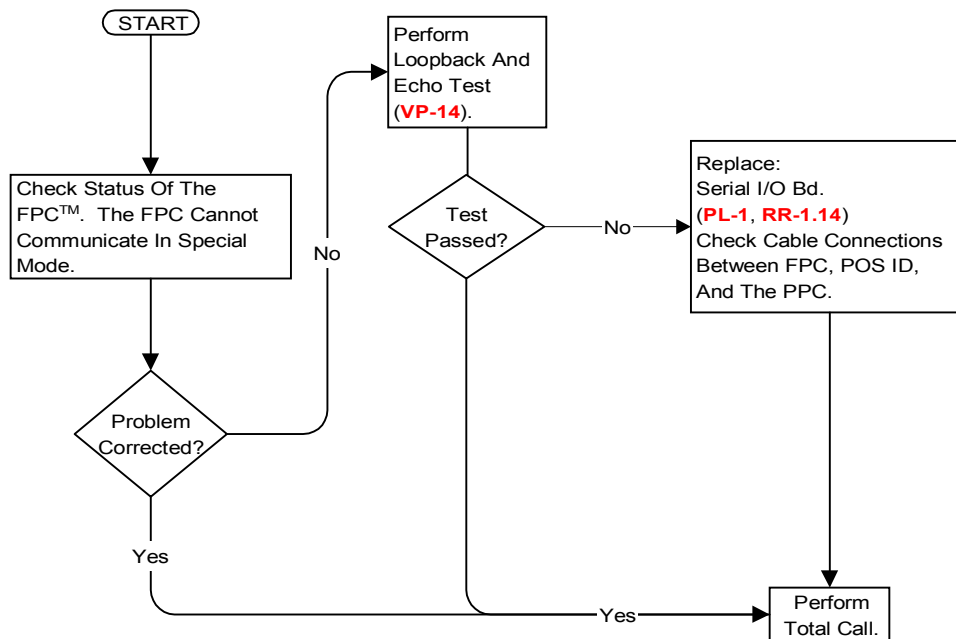 START
Check Status Of The
FPC™. The FPC Cannot
Communicate In Special
Mode.
Problem
Corrected?
No
Yes
Perform
Loopback And
Echo Test
(VP-14).
Test
Passed?
No
Yes
Replace:
Serial I/O Bd.
(PL-1, RR-1.14)
Check Cable Connections
Between FPC, POS ID,
And The PPC.
Perform
Total Call.